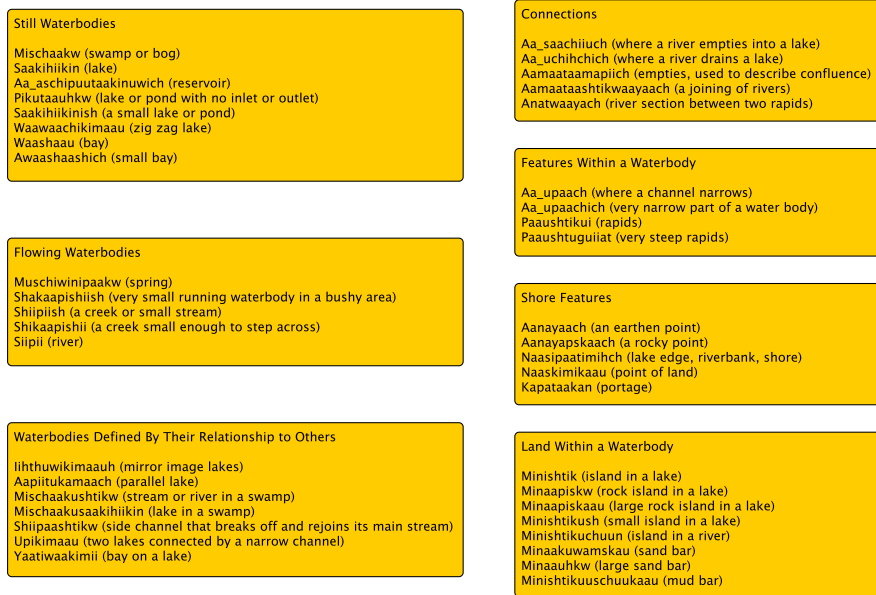 Still Waterbodies
Mischaakw (swamp or bog)
Saakihiikin (lake)
Aa_aschipuutaakinuwich (reservoir)
Pikutaauhkw (lake or pond with no inlet or outlet)
Saakihiikinish (a small lake or pond)
Waawaachikimaau (zig zag lake)
Waashaau (bay)
Awaashaashich (small bay)
Flowing Waterbodies
Muschiwinipaakw (spring)
Shakaapishiish (very small running waterbody in a bushy area)
Shiipiish (a creek or small stream)
Shikaapishii (a creek small enough to step across)
Siipii (river)
Waterbodies Defined By Their Relationship to Others
Iihthuwikimaauh (mirror image lakes)
Aapiitukamaach (parallel lake)
Mischaakushtikw (stream or river in a swamp)
Mischaakusaakihiikin (lake in a swamp)
Shiipaashtikw (side channel that breaks off and rejoins its main stream)
Upikimaau (two lakes connected by a narrow channel)
Yaatiwaakimii (bay on a lake)
Connections
Aa_saachiiuch (where a river empties into a lake)
Aa_uchihchich (where a river drains a lake)
Aamaataamapiich (empties, used to describe confluence)
Aamaataashtikwaayaach (a joining of rivers)
Anatwaayach (river section between two rapids)
Features Within a Waterbody
Aa_upaach (where a channel narrows)
Aa_upaachich (very narrow part of a water body)
Paaushtikui (rapids)
Paaushtuguiiat (very steep rapids)
Shore Features
Aanayaach (an earthen point)
Aanayapskaach (a rocky point)
Naasipaatimihch (lake edge, riverbank, shore)
Naaskimikaau (point of land)
Kapataakan (portage)
Land Within a Waterbody
Minishtik (island in a lake)
Minaapiskw (rock island in a lake)
Minaapiskaau (large rock island in a lake)
Minishtikush (small island in a lake)
Minishtikuchuun (island in a river)
Minaakuwamskau (sand bar)
Minaauhkw (large sand bar)
Minishtikuuschuukaau (mud bar)